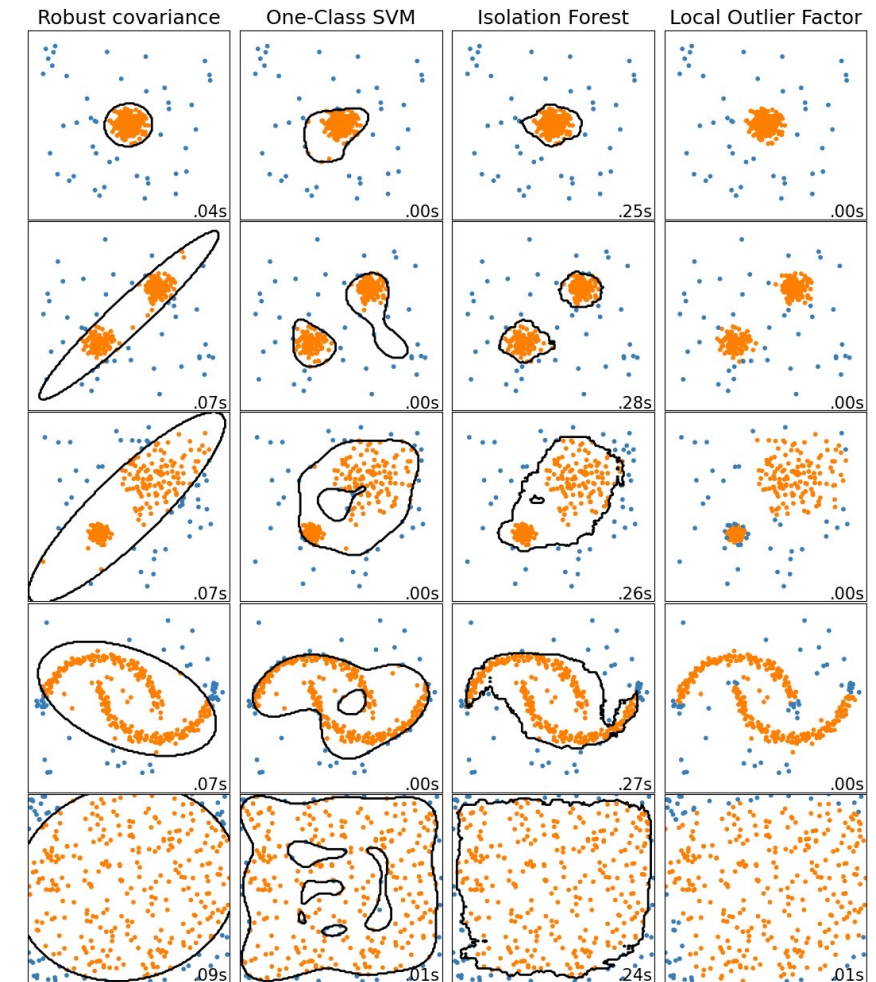 Robust covariance One-Class SVM Isolation Forest Local Outlier Factor
.04s .00s .25s .00s
.07s .00s .28s .00s
.07s .00s .26s .00s
.07s .00s .27s .00s
.09s .01s .24s .01s